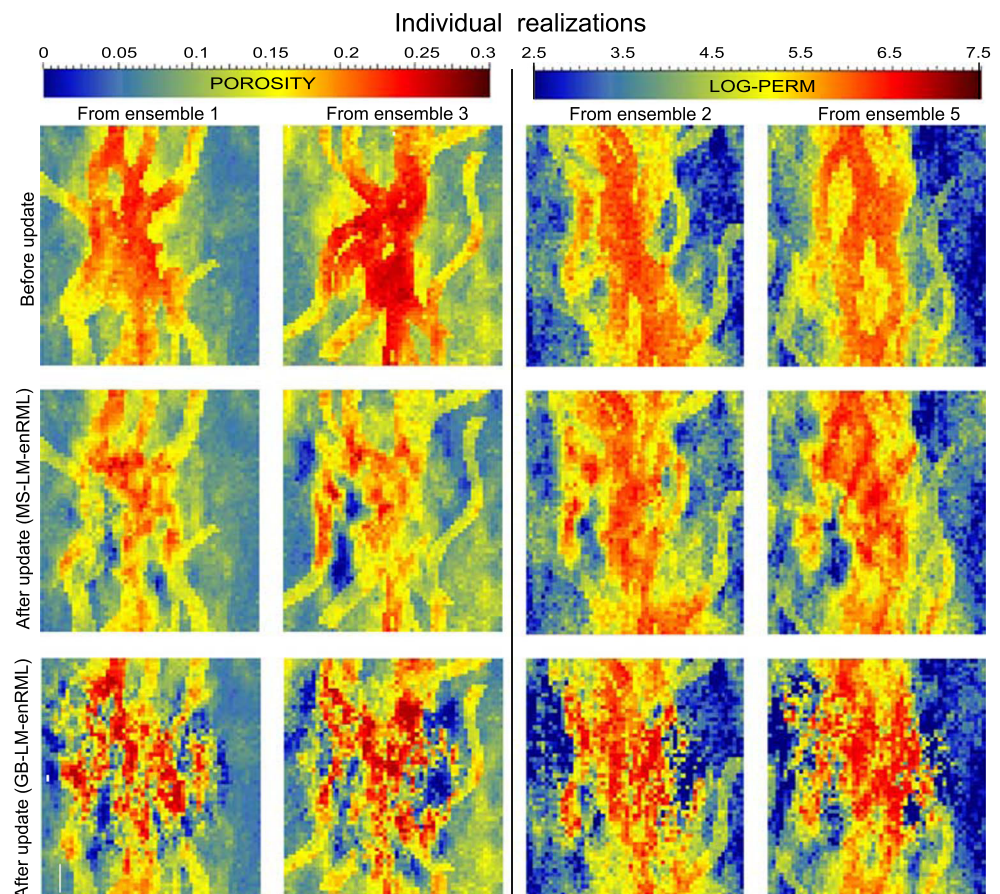 Individual realizations
0 0.05 0.1 0.15 0.2 0.25 0.3
POROSITY
2.5 3.5 4.5 5.5 6.5 7.5
LOG-PERM
From ensemble 1
From ensemble 3
From ensemble 2
From ensemble 5
Before update
After update (MS-LM-enRML)
After update (GB-LM-enRML)